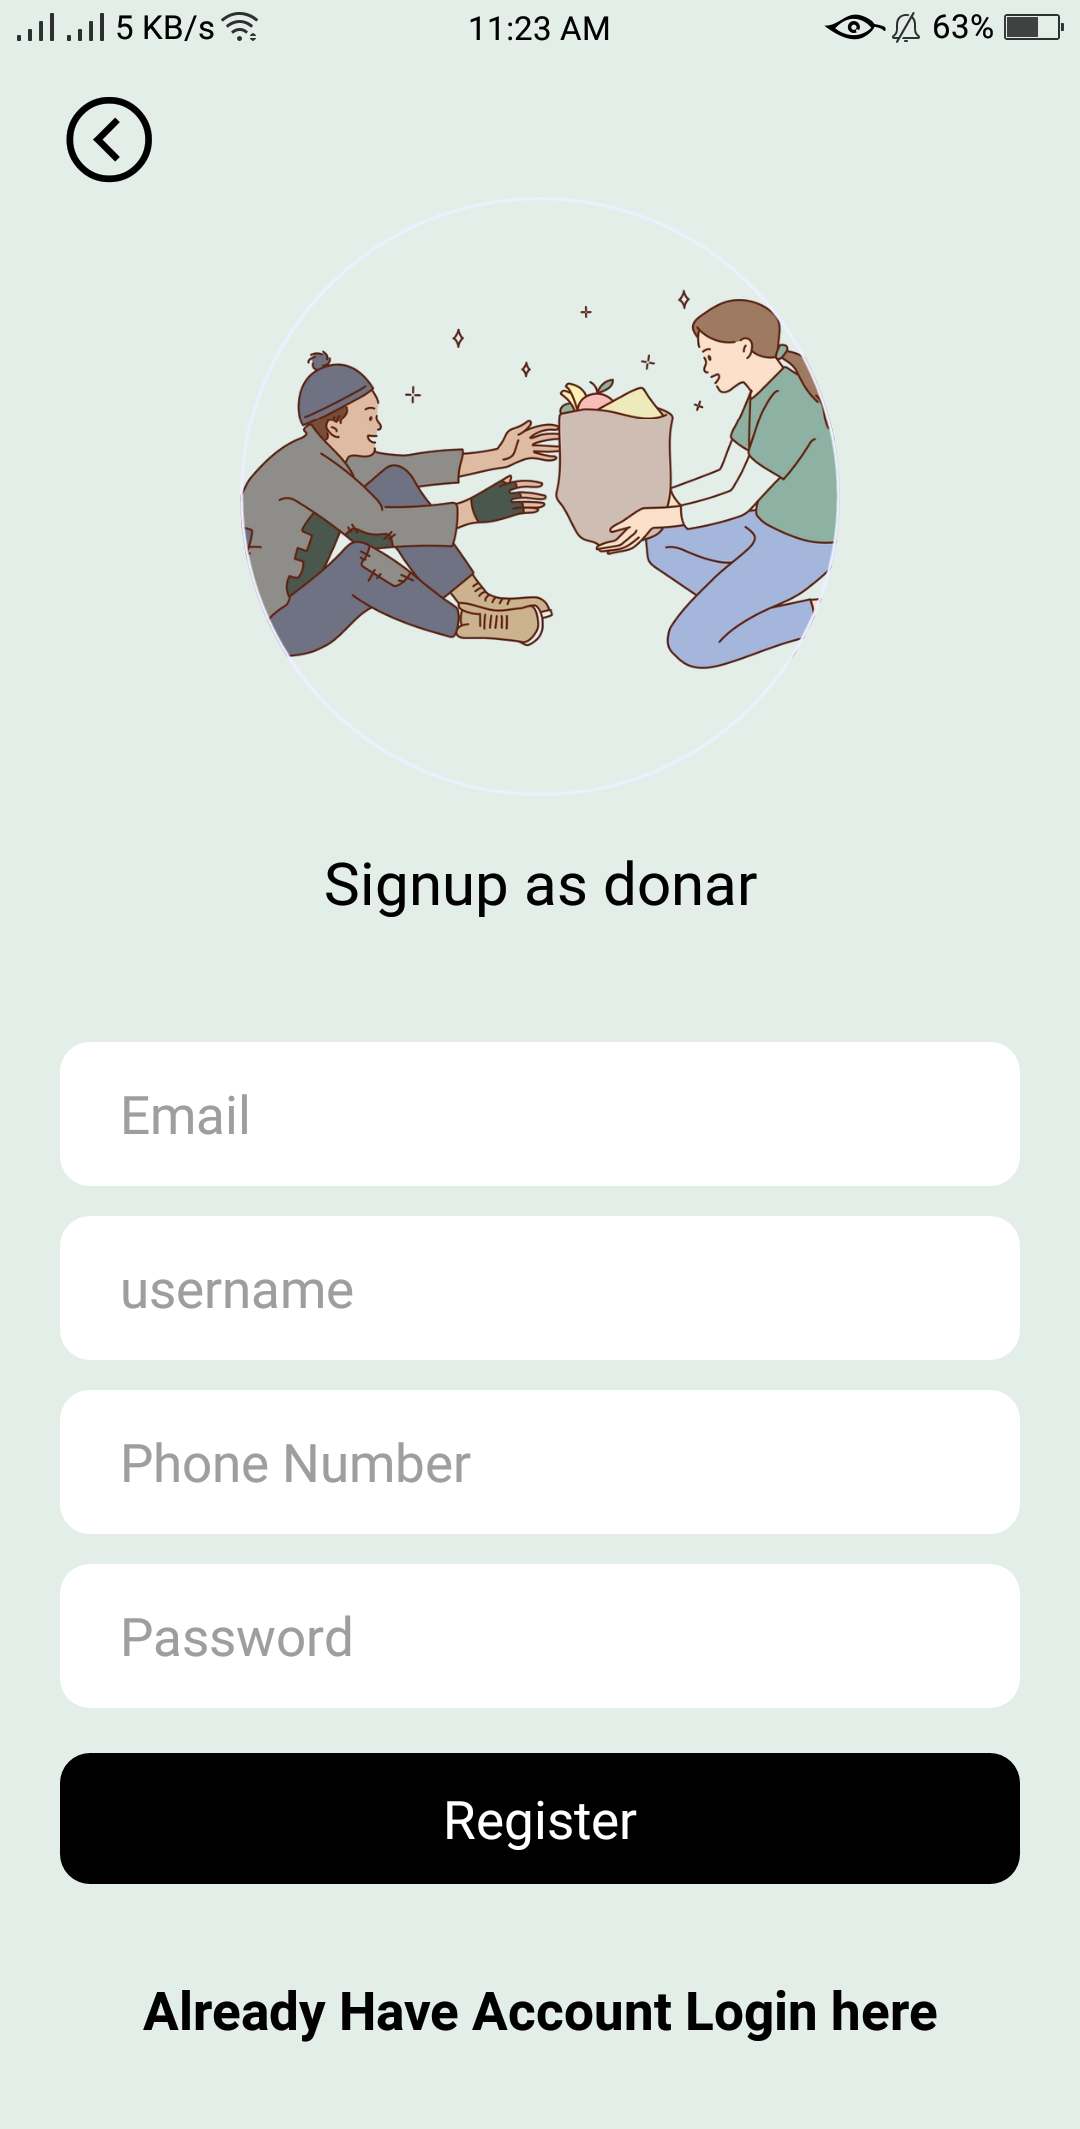 5 KB/s 11:23 AM 63%
Signup as donar
Email
username
Phone Number
Password
Register
Already Have Account Login here